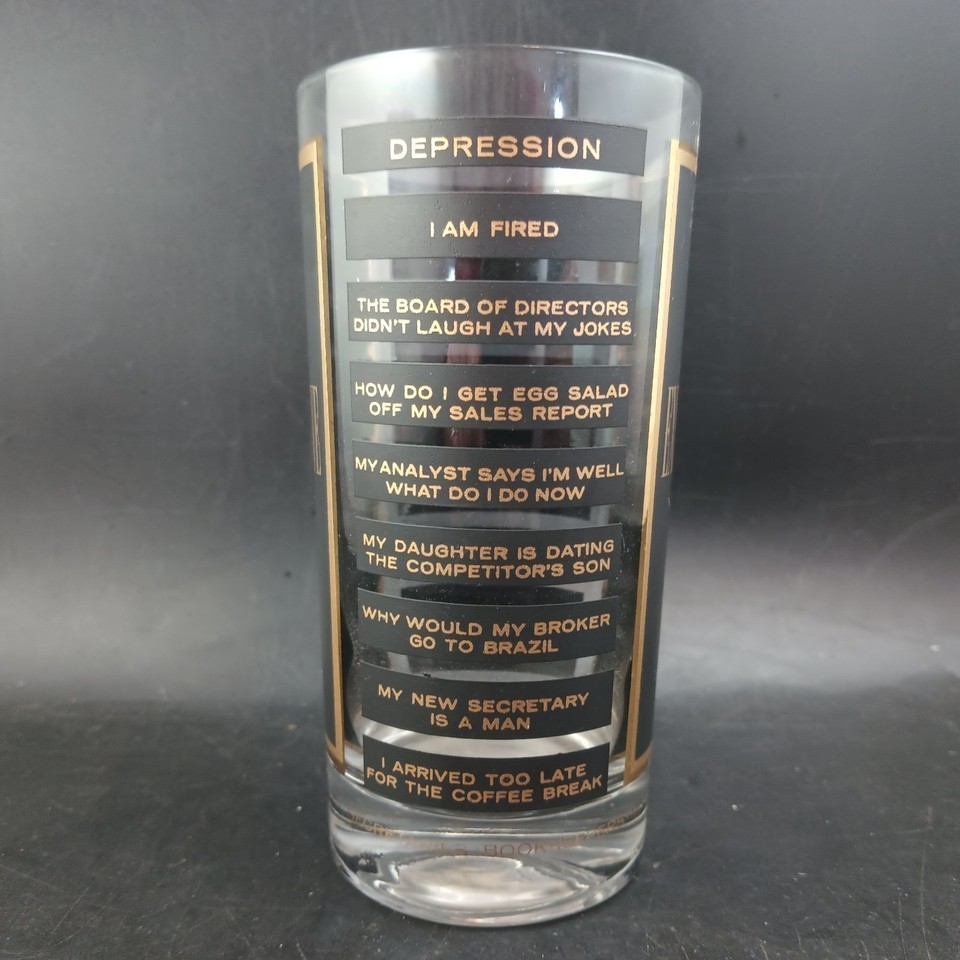 DEPRESSION
I AM FIRED
THE BOARD OF DIRECTORS
DIDN'T LAUGH AT MY JOKES
HOW DO I GET EGG SALAD
OFF MY SALES REPORT
MY ANALYST SAYS I'M WELL
WHAT DO I DO NOW
MY DAUGHTER IS DATING
THE COMPETITOR'S SON
WHY WOULD MY BROKER
GO TO BRAZIL
MY NEW SECRETARY
IS A MAN
I ARRIVED TOO LATE
FOR THE COFFEE BREAK